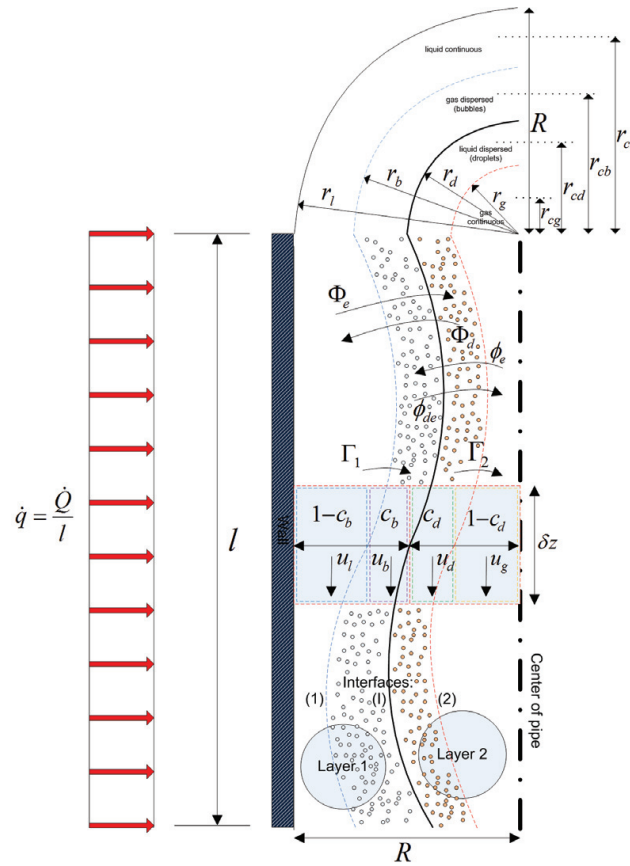 liquid continuous
gas dispersed
(bubbles)
liquid dispersed
(droplets)
gas
continuous
R
r_c
r_cb
r_cd
r_cg
r_l
r_b
r_d
r_g
Φ_e
Φ_d
ϕ_e
ϕ_de
Γ_1
Γ_2
q̇ = Q̇/l
l
Wall
1−c_b
c_b
c_d
1−c_d
δz
u_l
u_b
u_d
u_g
Interfaces:
(1)
(I)
(2)
Center of pipe
Layer 1
Layer 2
R